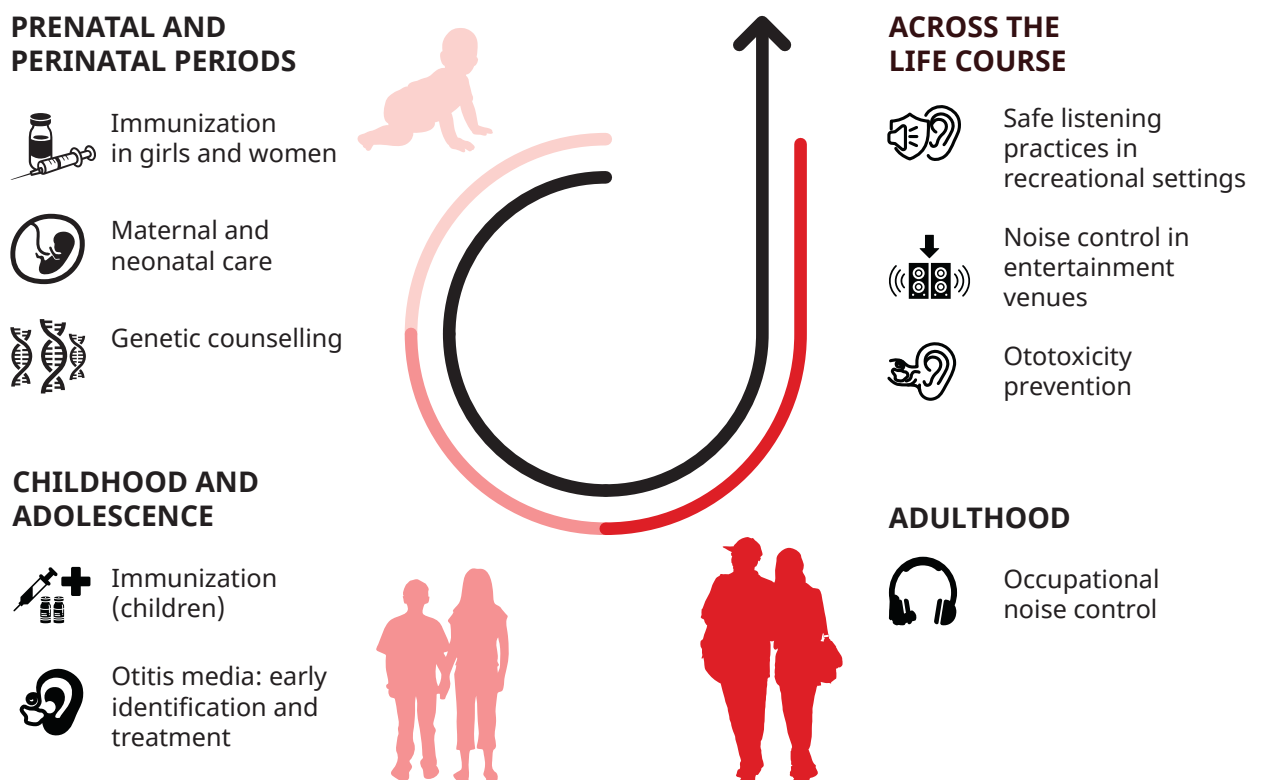 PRENATAL AND
PERINATAL PERIODS
Immunization
in girls and women
Maternal and
neonatal care
Genetic counselling
CHILDHOOD AND
ADOLESCENCE
Immunization
(children)
Otitis media: early
identification and
treatment
ACROSS THE
LIFE COURSE
Safe listening
practices in
recreational settings
Noise control in
entertainment
venues
Ototoxicity
prevention
ADULTHOOD
Occupational
noise control